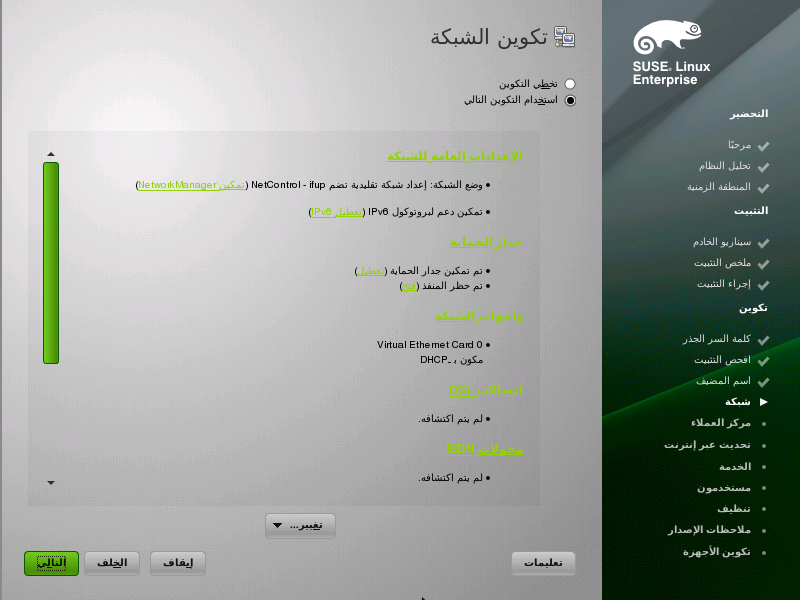 SUSE. Linux
Enterprise
التحضير
مرحبًا
تحليل النظام
المنطقة الزمنية
التثبيت
سيناريو الخادم
ملخص التثبيت
إجراء التثبيت
تكوين
كلمة السر الجذر
افحص التثبيت
اسم المضيف
شبكة
مركز العملاء
تحديث عبر إنترنت
الخدمة
مستخدمون
تنظيف
ملاحظات الإصدار
تكوين الأجهزة
تكوين الشبكة
تخطي التكوين
استخدام التكوين التالي
الإعدادات العامة للشبكة
وضع الشبكة: إعداد شبكة تقليدية تضم NetControl - ifup (تمكين NetworkManager)
تمكين دعم لبروتوكول IPv6 (تعطيل IPv6)
جدار الحماية
تم تمكين جدار الحماية (تعطيل)
تم حظر المنفذ (فتح)
واجهات الشبكة
Virtual Ethernet Card 0
مكون بـ DHCP
اتصالات DSL
لم يتم اكتشافه.
محولات ISDN
لم يتم اكتشافه.
تغيير...
تعليمات
إيقاف
الخلف
التالي